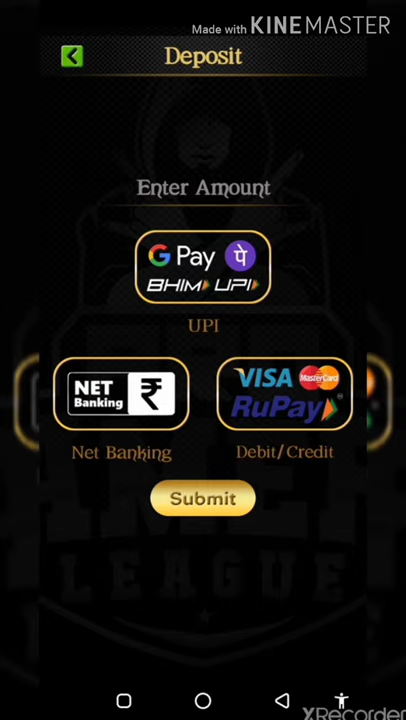 Made with KINEMASTER
Deposit
Enter Amount
G Pay पे
BHIM UPI
UPI
NET
Banking ₹
VISA MasterCard
RuPay
Net Banking
Debit/Credit
Submit
LEAGUE
XRecorder